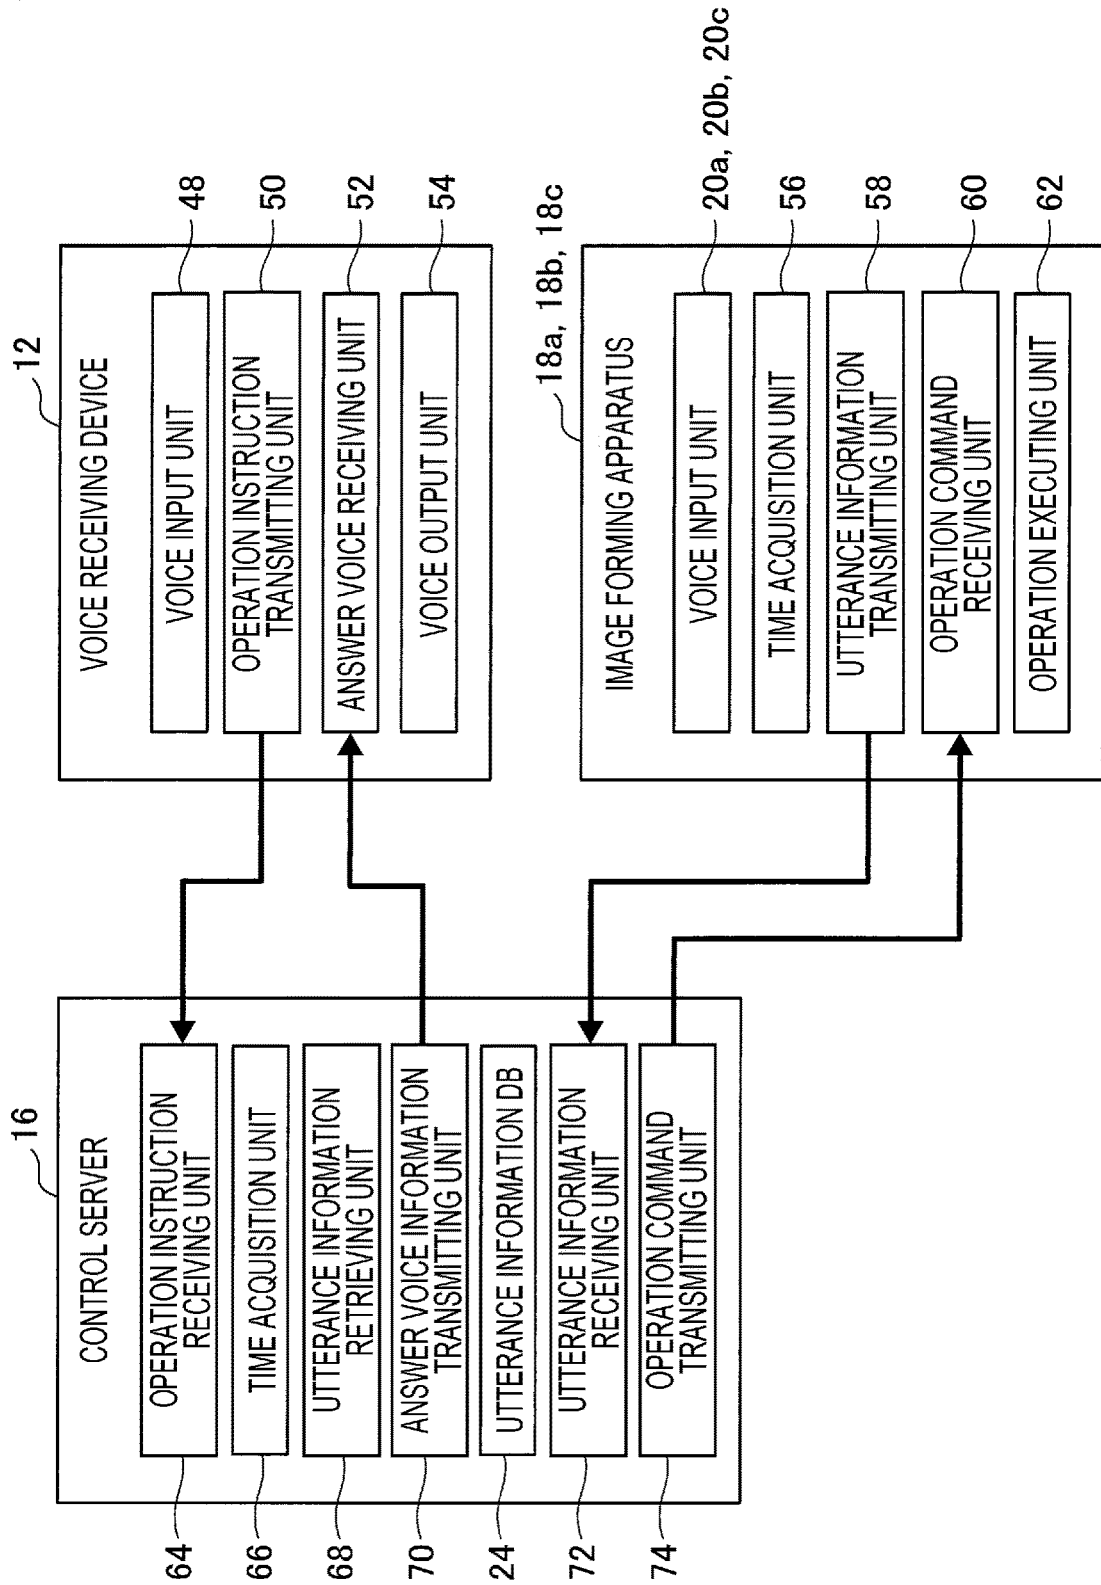 16
CONTROL SERVER
64
OPERATION INSTRUCTION
RECEIVING UNIT
66
TIME ACQUISITION UNIT
68
UTTERANCE INFORMATION
RETRIEVING UNIT
70
ANSWER VOICE INFORMATION
TRANSMITTING UNIT
24
UTTERANCE INFORMATION DB
72
UTTERANCE INFORMATION
RECEIVING UNIT
74
OPERATION COMMAND
TRANSMITTING UNIT
12
VOICE RECEIVING DEVICE
VOICE INPUT UNIT
48
OPERATION INSTRUCTION
TRANSMITTING UNIT
50
ANSWER VOICE RECEIVING UNIT
52
VOICE OUTPUT UNIT
54
18a, 18b, 18c
IMAGE FORMING APPARATUS
VOICE INPUT UNIT
20a, 20b, 20c
TIME ACQUISITION UNIT
56
UTTERANCE INFORMATION
TRANSMITTING UNIT
58
OPERATION COMMAND
RECEIVING UNIT
60
OPERATION EXECUTING UNIT
62